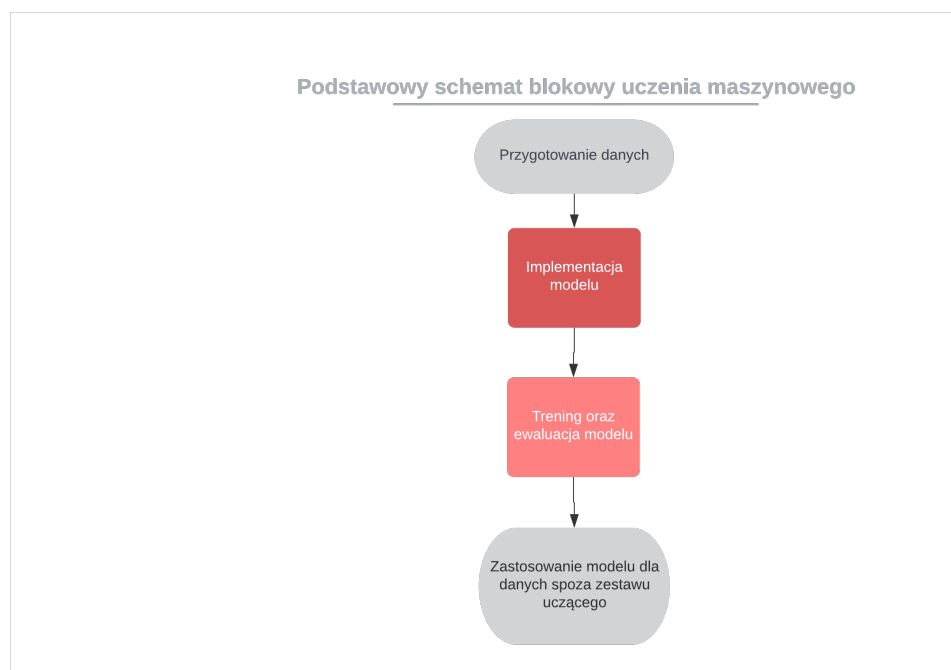 Podstawowy schemat blokowy uczenia maszynowego
Przygotowanie danych
Implementacja
modelu
Trening oraz
ewaluacja modelu
Zastosowanie modelu dla
danych spoza zestawu
uczącego